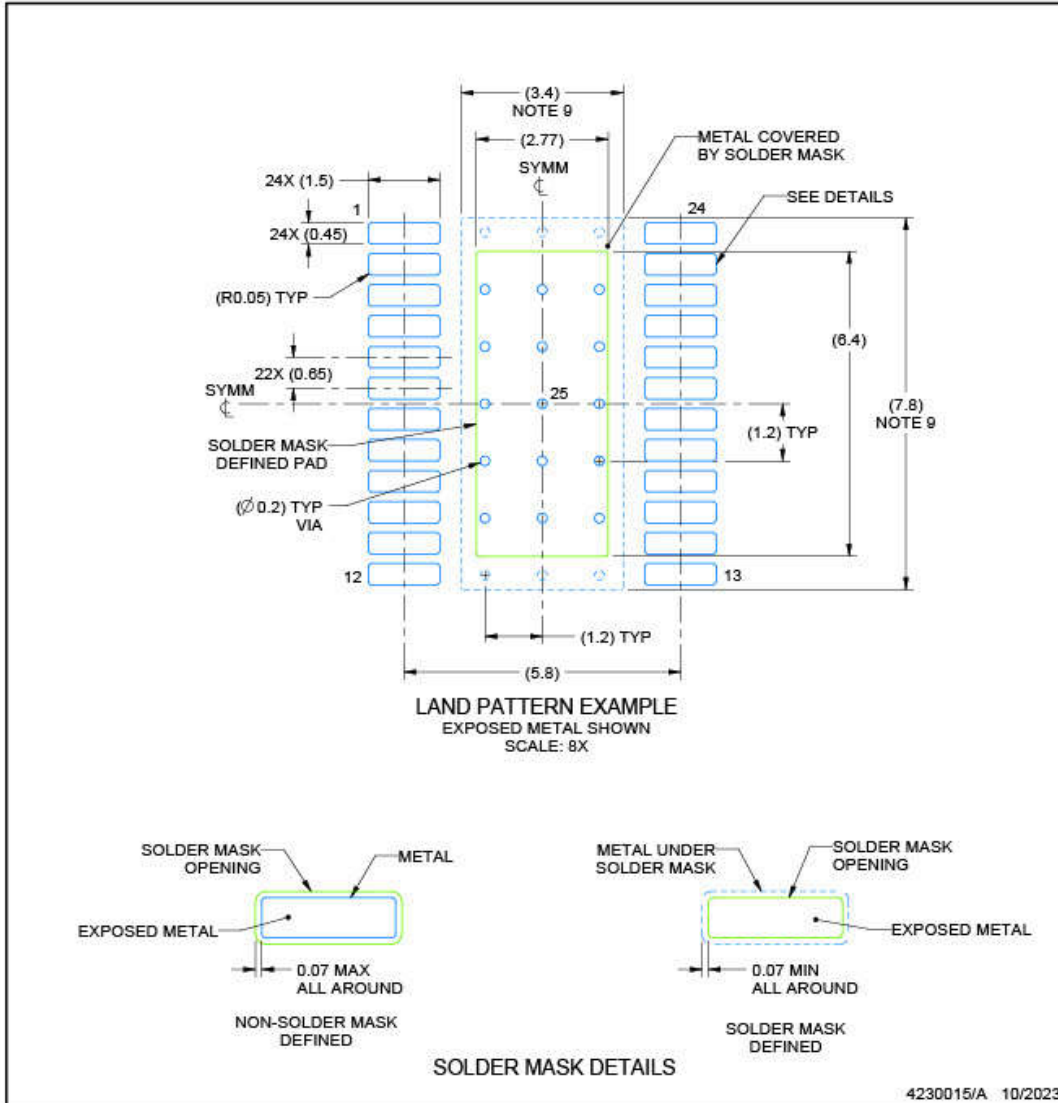 (3.4)
NOTE 9
(2.77)
SYMM
℄
METAL COVERED
BY SOLDER MASK
24X (1.5)
SEE DETAILS
1
24
24X (0.45)
(R0.05) TYP
(6.4)
22X (0.65)
SYMM
℄
25
(7.8)
NOTE 9
(1.2) TYP
SOLDER MASK
DEFINED PAD
(Ø0.2) TYP
VIA
12
13
(1.2) TYP
(5.8)
LAND PATTERN EXAMPLE
EXPOSED METAL SHOWN
SCALE: 8X
SOLDER MASK
OPENING
METAL
EXPOSED METAL
0.07 MAX
ALL AROUND
NON-SOLDER MASK
DEFINED
METAL UNDER
SOLDER MASK
SOLDER MASK
OPENING
EXPOSED METAL
0.07 MIN
ALL AROUND
SOLDER MASK
DEFINED
SOLDER MASK DETAILS
4230015/A 10/2023